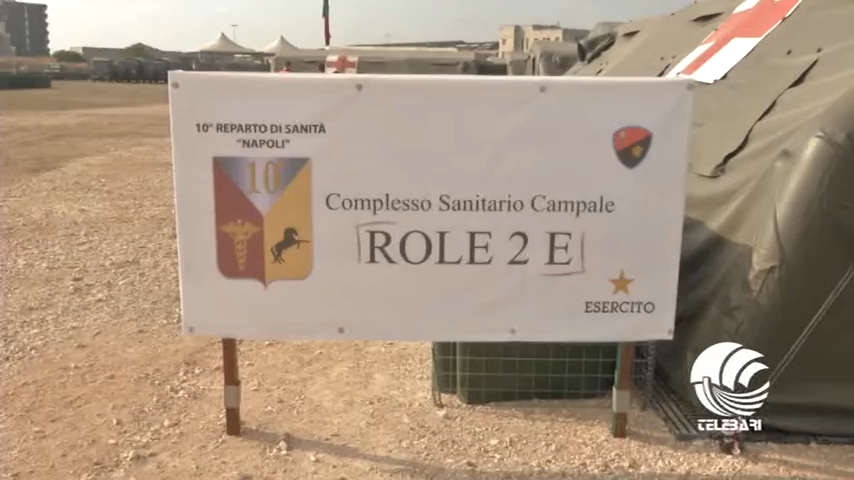 10° REPARTO DI SANITÀ
"NAPOLI"
10
Complesso Sanitario Campale
ROLE 2 E
ESERCITO
TELEBARI